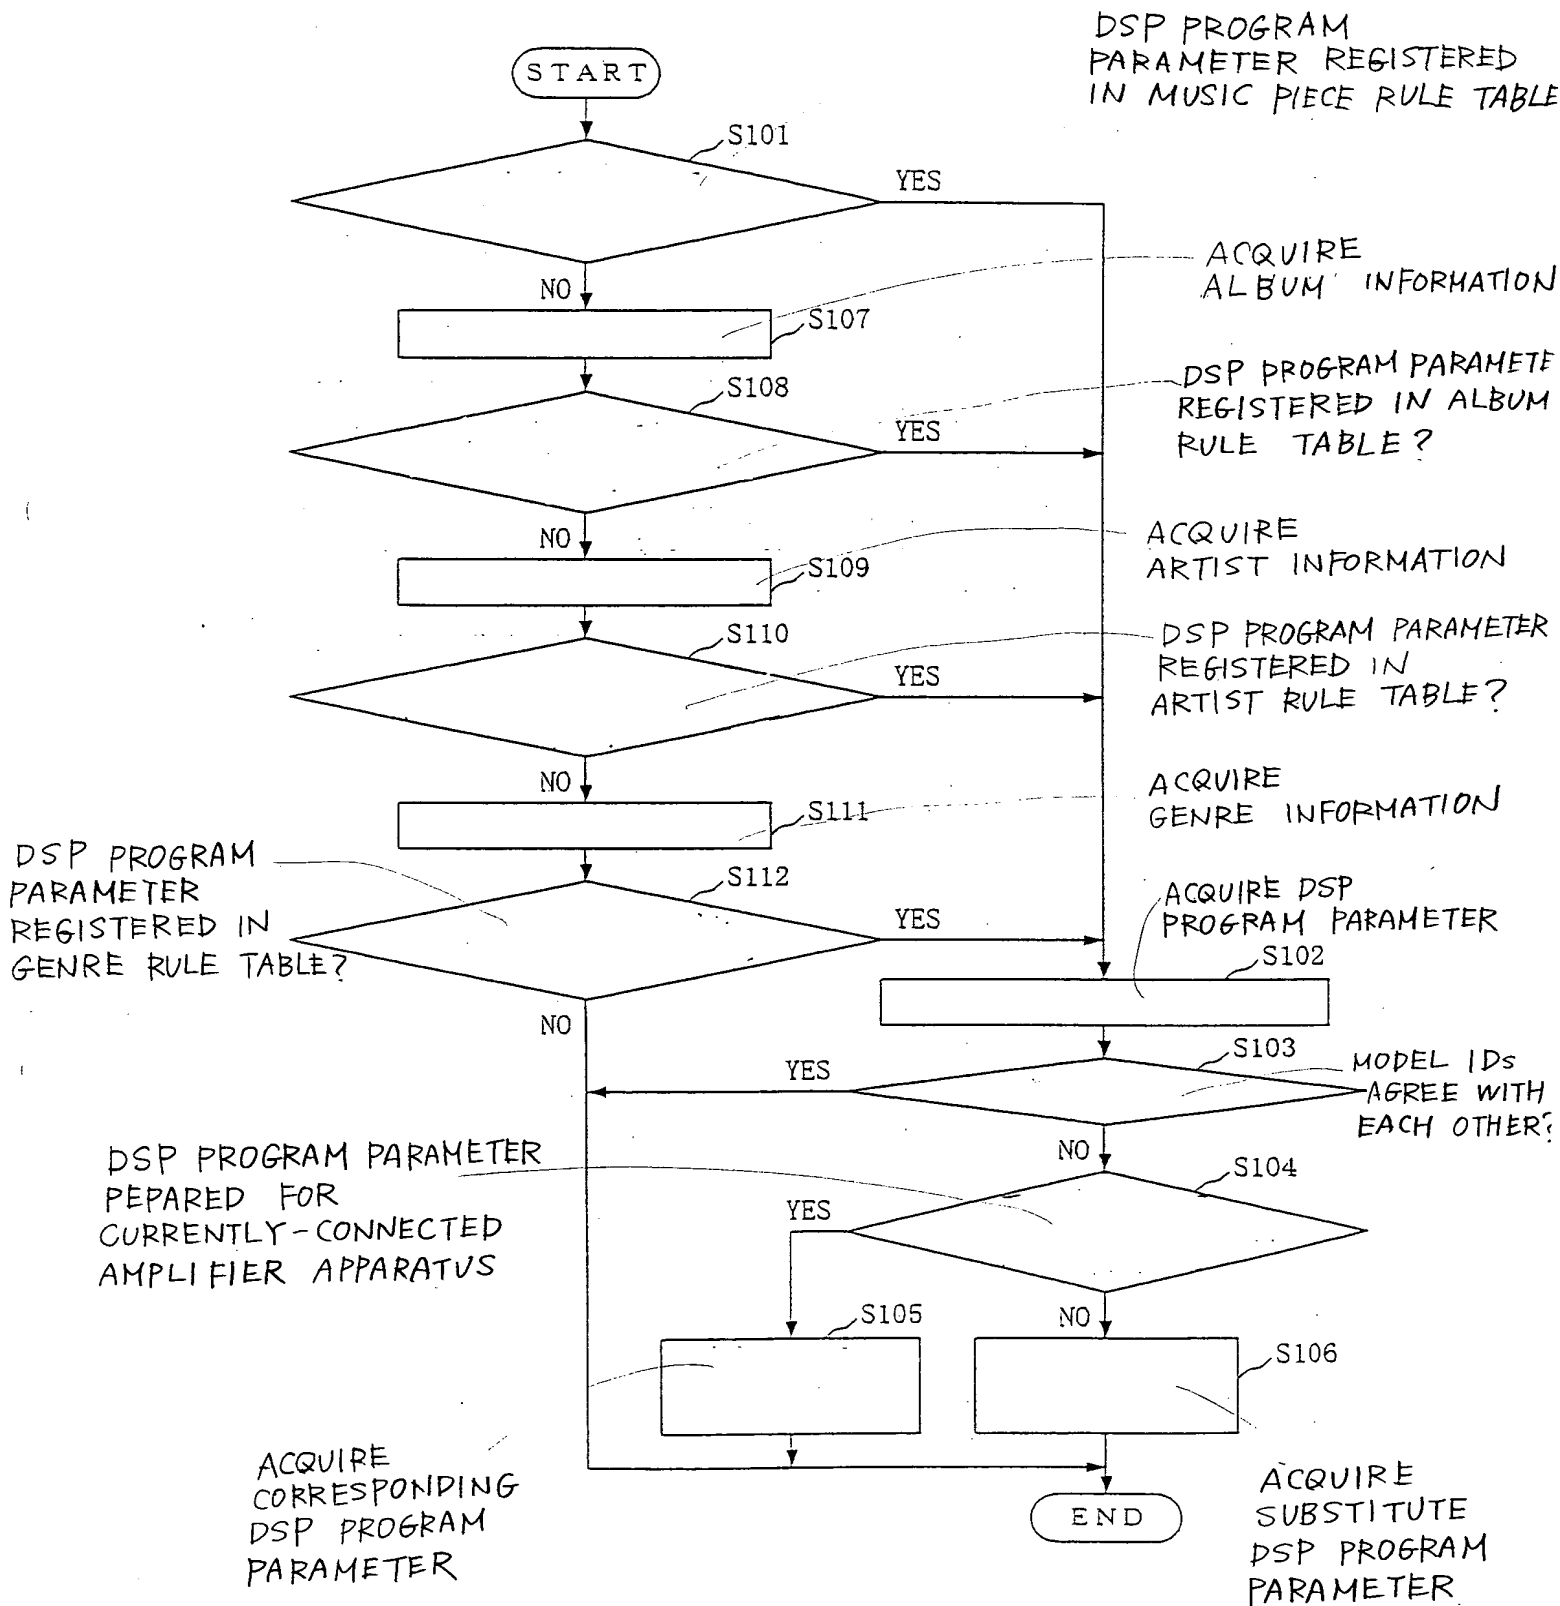 START
DSP PROGRAM
PARAMETER REGISTERED
IN MUSIC PIECE RULE TABLE
S101
YES
ACQUIRE
ALBUM INFORMATION
NO
S107
DSP PROGRAM PARAMETE
REGISTERED IN ALBUM
RULE TABLE?
S108
YES
NO
ACQUIRE
ARTIST INFORMATION
S109
DSP PROGRAM PARAMETER
REGISTERED IN
ARTIST RULE TABLE?
S110
YES
NO
ACQUIRE
GENRE INFORMATION
S111
DSP PROGRAM
PARAMETER
REGISTERED IN
GENRE RULE TABLE?
S112
YES
NO
ACQUIRE DSP
PROGRAM PARAMETER
S102
S103
MODEL IDs
AGREE WITH
EACH OTHER?
YES
NO
DSP PROGRAM PARAMETER
PEPARED FOR
CURRENTLY-CONNECTED
AMPLIFIER APPARATUS
S104
YES
NO
S105
S106
ACQUIRE
CORRESPONDING
DSP PROGRAM
PARAMETER
END
ACQUIRE
SUBSTITUTE
DSP PROGRAM
PARAMETER